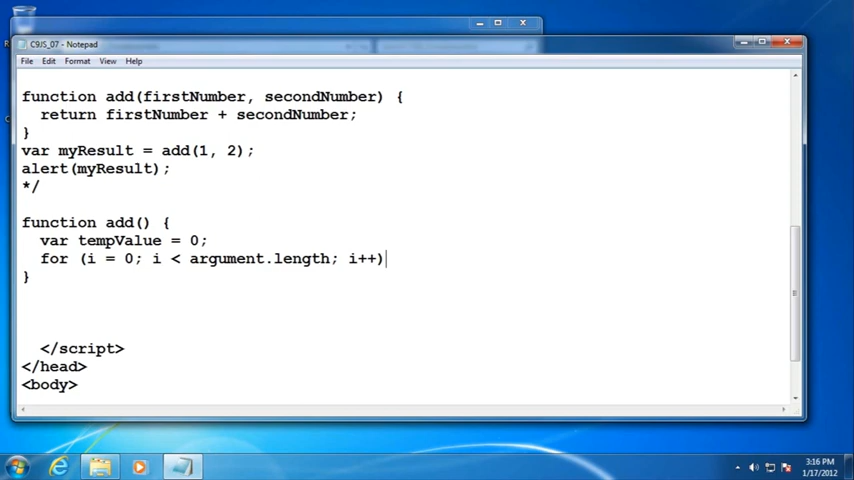 C9JS_07 - Notepad
File Edit Format View Help
function add(firstNumber, secondNumber) {
return firstNumber + secondNumber;
}
var myResult = add(1, 2);
alert(myResult);
*/
function add() {
var tempValue = 0;
for (i = 0; i < argument.length; i++)
}
</script>
</head>
<body>
3:16 PM
1/17/2012